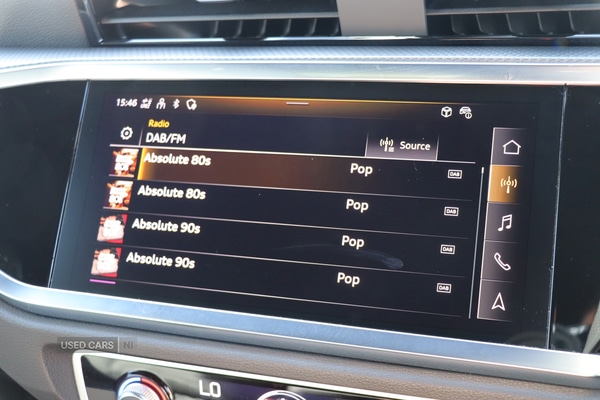 15:46
Radio
DAB/FM
Source
Absolute 80s Pop DAB
Absolute 80s Pop DAB
Absolute 90s Pop DAB
Absolute 90s Pop DAB
USED CARS NI
LO